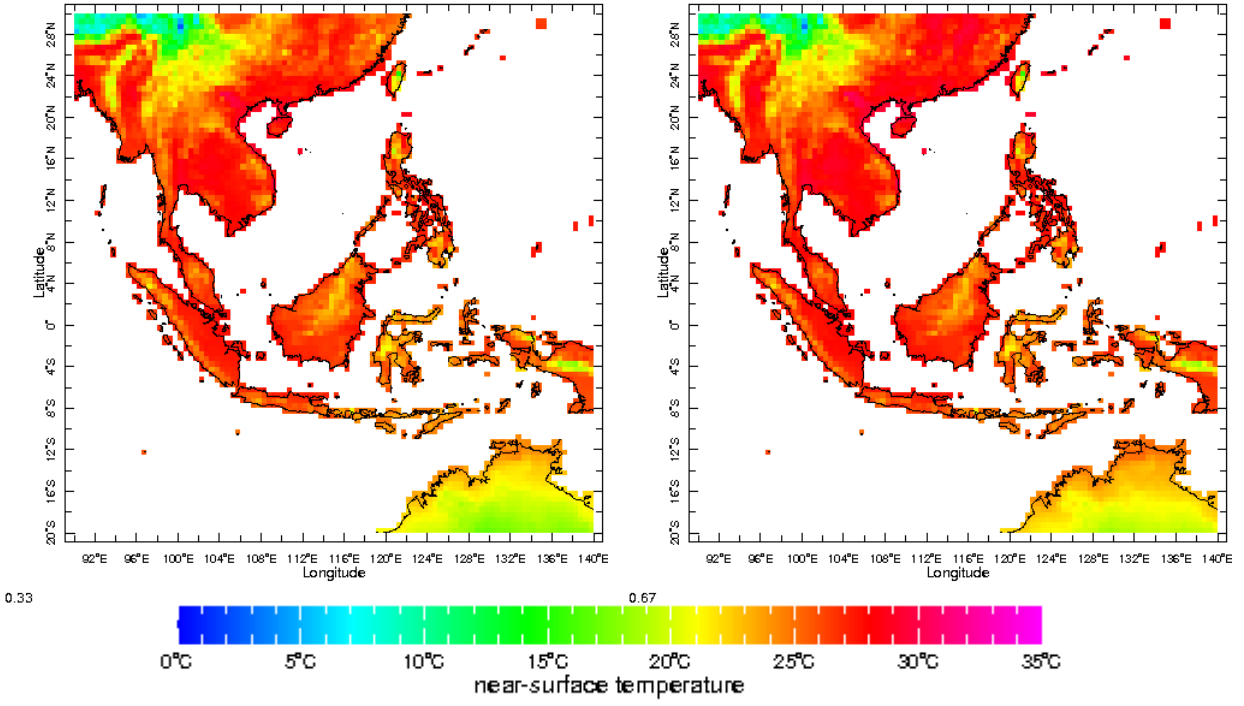 28°N
24°N
20°N
16°N
12°N
8°N
4°N
0°
4°S
8°S
12°S
16°S
20°S
Latitude
92°E 96°E 100°E 104°E 108°E 112°E 116°E 120°E 124°E 128°E 132°E 136°E 140°E
Longitude
28°N
24°N
20°N
16°N
12°N
8°N
4°N
0°
4°S
8°S
12°S
16°S
20°S
Latitude
92°E 96°E 100°E 104°E 108°E 112°E 116°E 120°E 124°E 128°E 132°E 136°E 140°E
Longitude
0.33 0.67
0°C 5°C 10°C 15°C 20°C 25°C 30°C 35°C
near-surface temperature